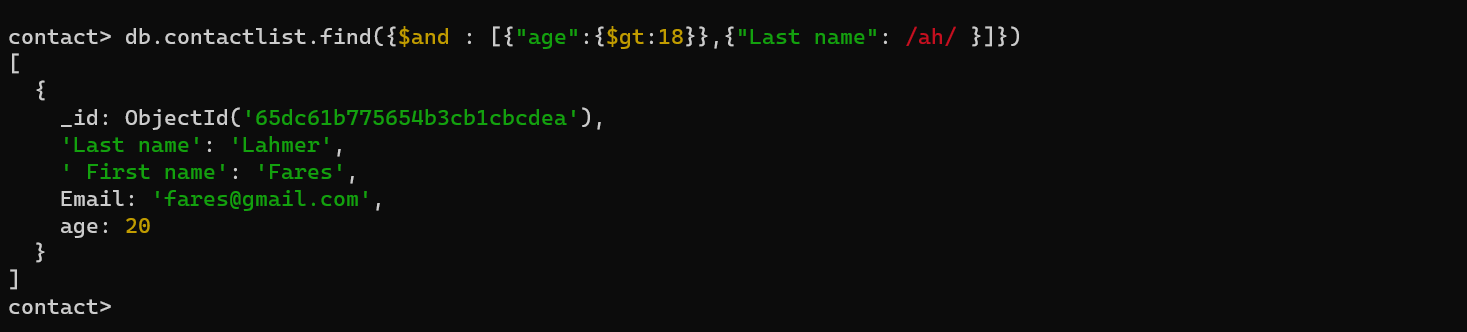 contact> db.contactlist.find({$and : [{"age":{$gt:18}},{"Last name": /ah/ }]})
[
  {
    _id: ObjectId('65dc61b775654b3cb1cbcdea'),
    'Last name': 'Lahmer',
    ' First name': 'Fares',
    Email: 'fares@gmail.com',
    age: 20
  }
]
contact>